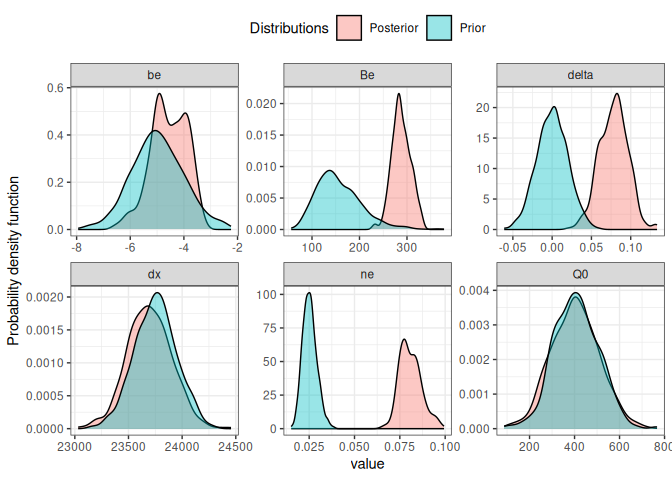 Distributions Posterior Prior
be Be delta
0.6
0.4
0.2
0.0
0.020
0.015
0.010
0.005
0.000
20
15
10
5
0
-8 -6 -4 -2
100 200 300
-0.05 0.00 0.05 0.10
Probability density function
dx ne Q0
0.0020
0.0015
0.0010
0.0005
0.0000
100
75
50
25
0
0.004
0.003
0.002
0.001
0.000
23000 23500 24000 24500
0.025 0.050 0.075 0.100
200 400 600 800
value